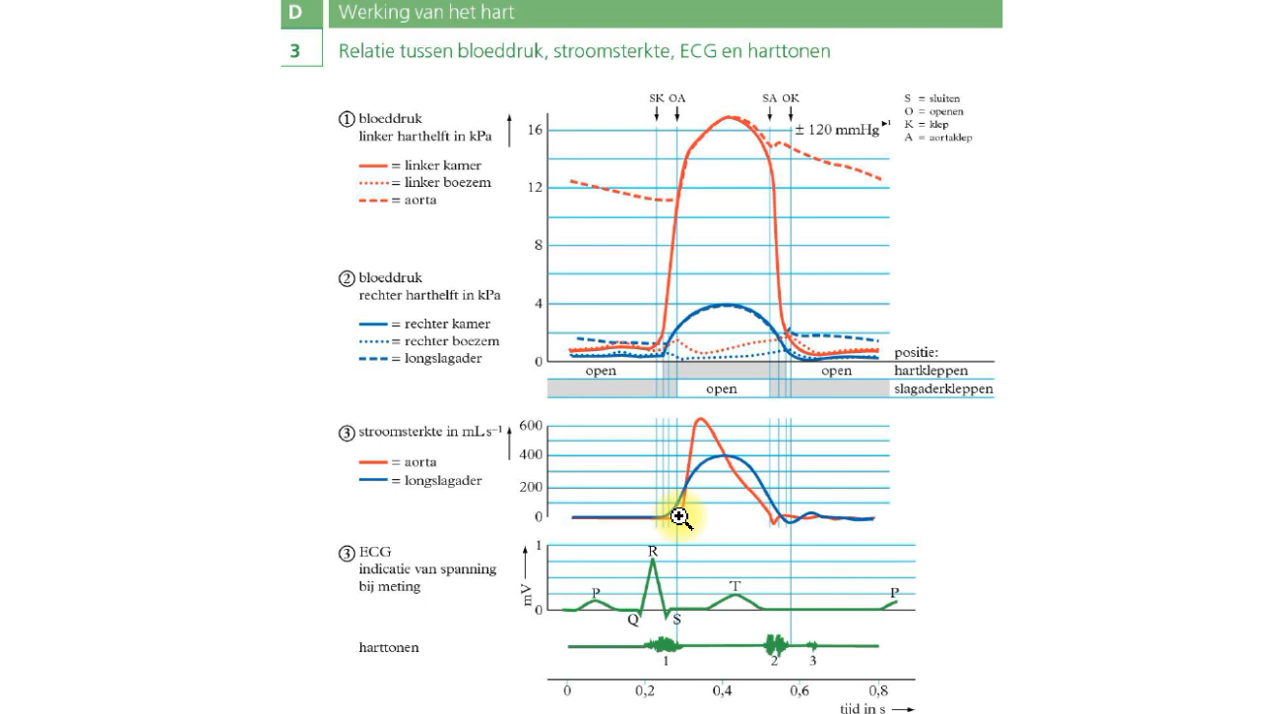 D Werking van het hart
3 Relatie tussen bloeddruk, stroomsterkte, ECG en harttonen
SK OA SA OK
S = sluiten
O = openen
K = klep
A = aortaklep
① bloeddruk
linker harthelft in kPa
= linker kamer
= linker boezem
= aorta
16
12
8
4
0
± 120 mmHg
② bloeddruk
rechter harthelft in kPa
= rechter kamer
= rechter boezem
= longslagader
positie:
open open hartkleppen
open slagaderkleppen
③ stroomsterkte in mL s⁻¹
= aorta
= longslagader
600
400
200
0
③ ECG
indicatie van spanning
bij meting
1
mV
0
P Q R S T P
harttonen
1 2 3
0 0,2 0,4 0,6 0,8
tijd in s